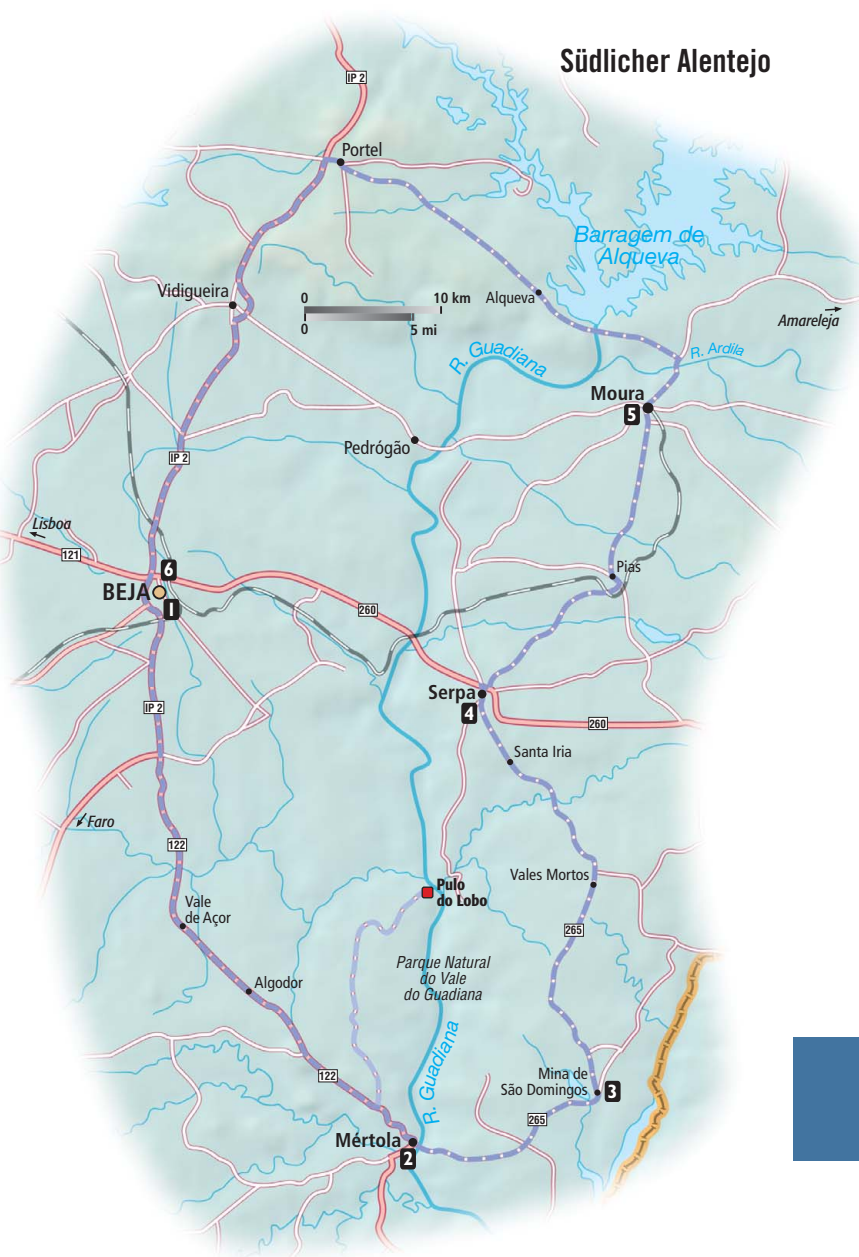 Südlicher Alentejo
IP 2
Portel
Barragem de
Alqueva
Vidigueira
0
10 km
0
5 mi
Alqueva
Amareleja
R. Guadiana
R. Ardila
Moura
5
Pedrógão
IP 2
Lisboa
121
6
BEJA
1
Pias
260
Serpa
4
IP 2
260
Santa Iria
Faro
122
Vales Mortos
Pulo
do Lobo
Vale
de Açor
265
Parque Natural
do Vale
do Guadiana
Algodor
R. Guadiana
122
Mina de
São Domingos
3
265
Mértola
2